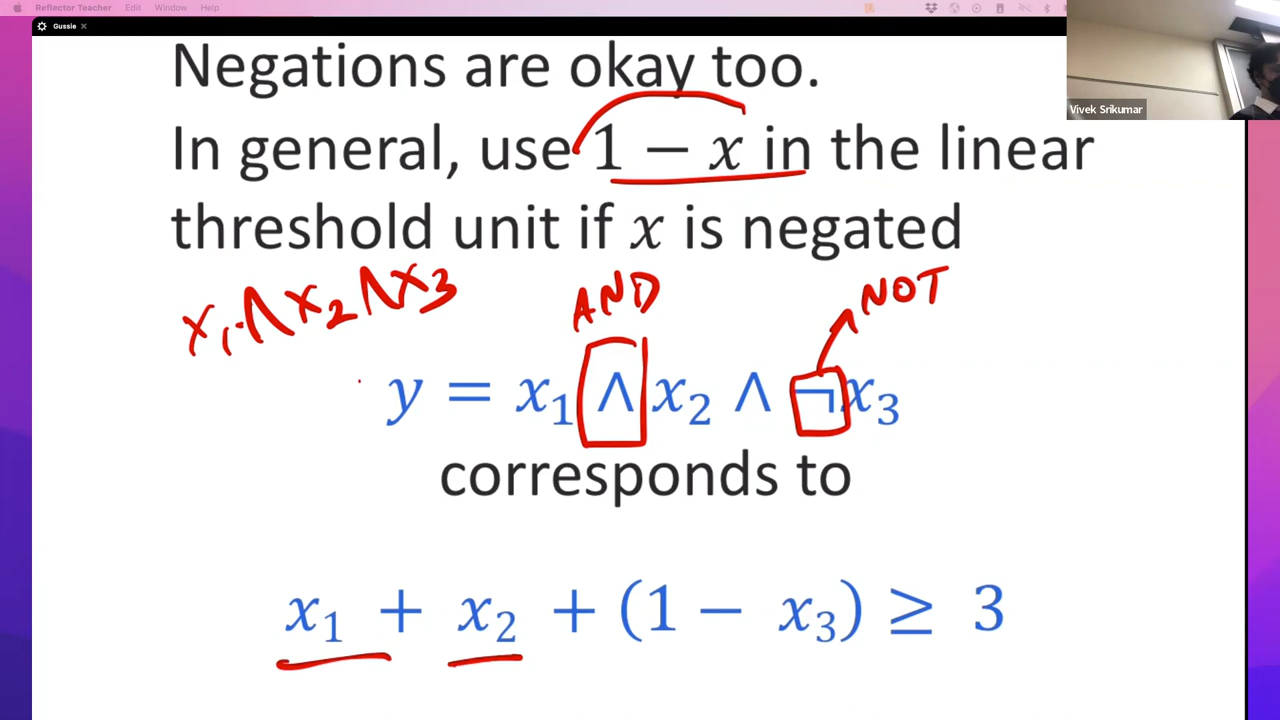 Reflector Teacher Edit Window Help
Gussie ×
Vivek Srikumar
Negations are okay too.
In general, use 1 − x in the linear
threshold unit if x is negated
x₁ ∧ x₂ ∧ x₃
AND
NOT
y = x₁ ∧ x₂ ∧ ¬x₃
corresponds to
x₁ + x₂ + (1 − x₃) ≥ 3